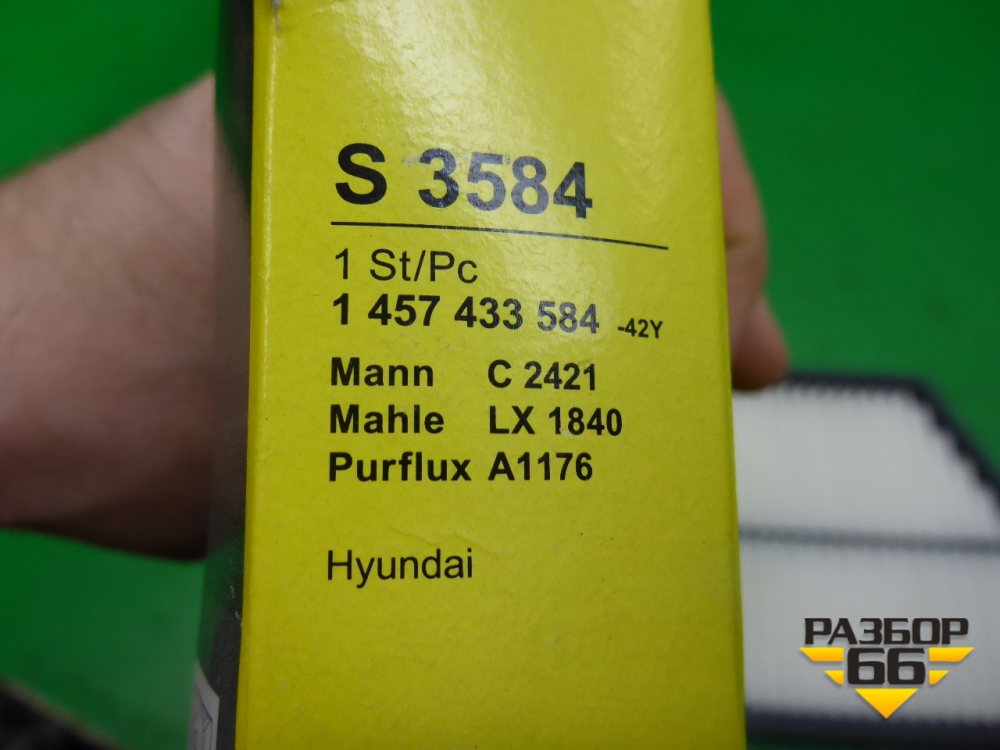 S 3584
1 St/Pc
1 457 433 584 -42Y
Mann C 2421
Mahle LX 1840
Purflux A1176
Hyundai
РАЗБОР
66